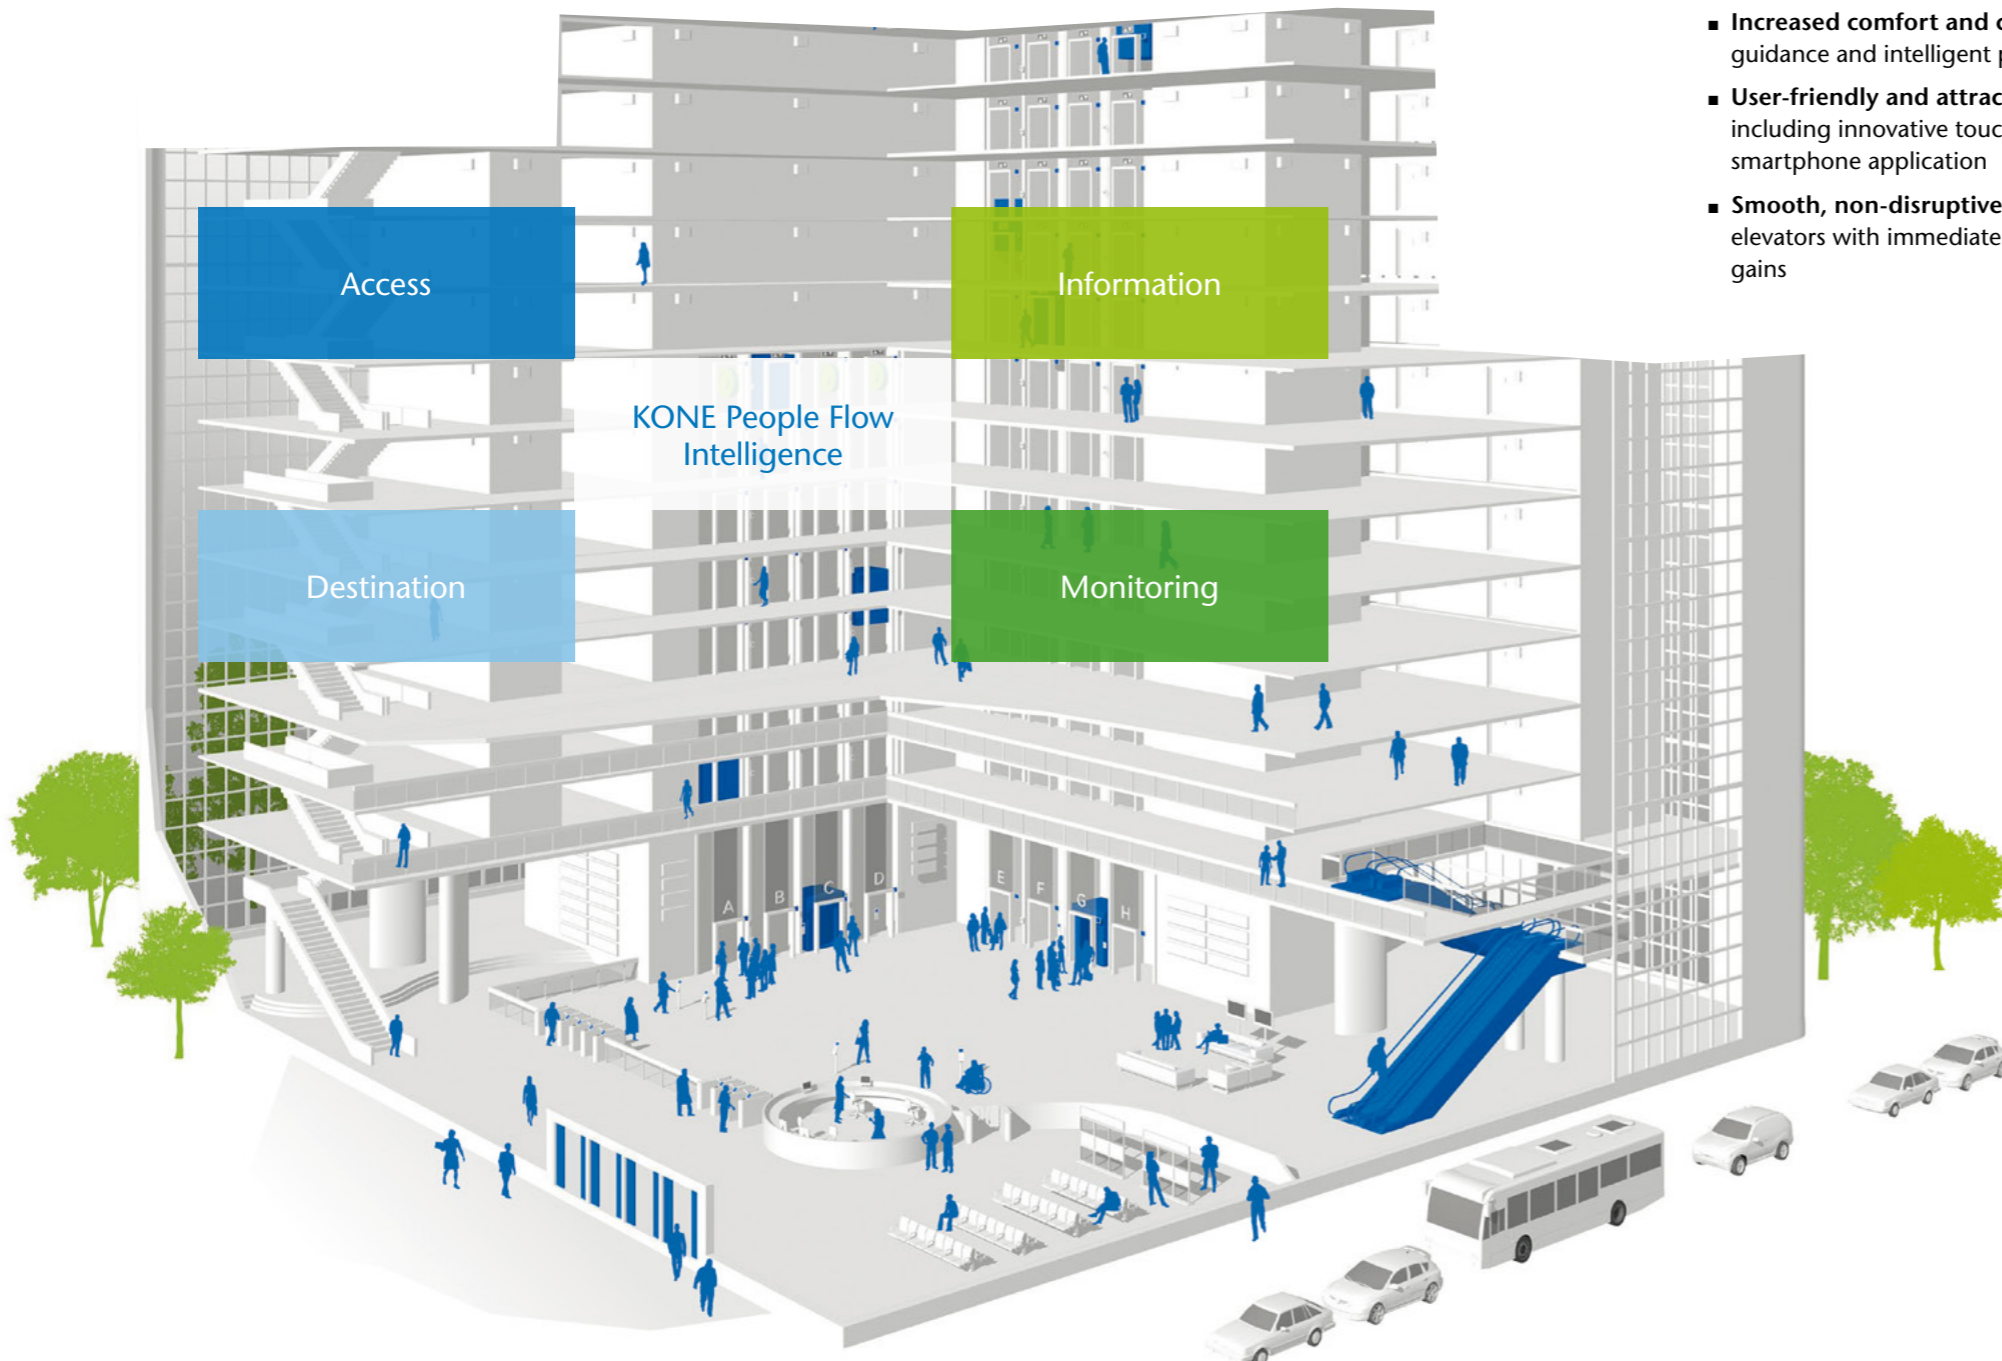 ■ Increased comfort and
guidance and intelligent
■ User-friendly and
including innovative
smartphone application
■ Smooth, non-disruptive
elevators with immediate
gains
Access
Information
KONE People Flow
Intelligence
Destination
Monitoring
A
B
C
D
E
F
G
H